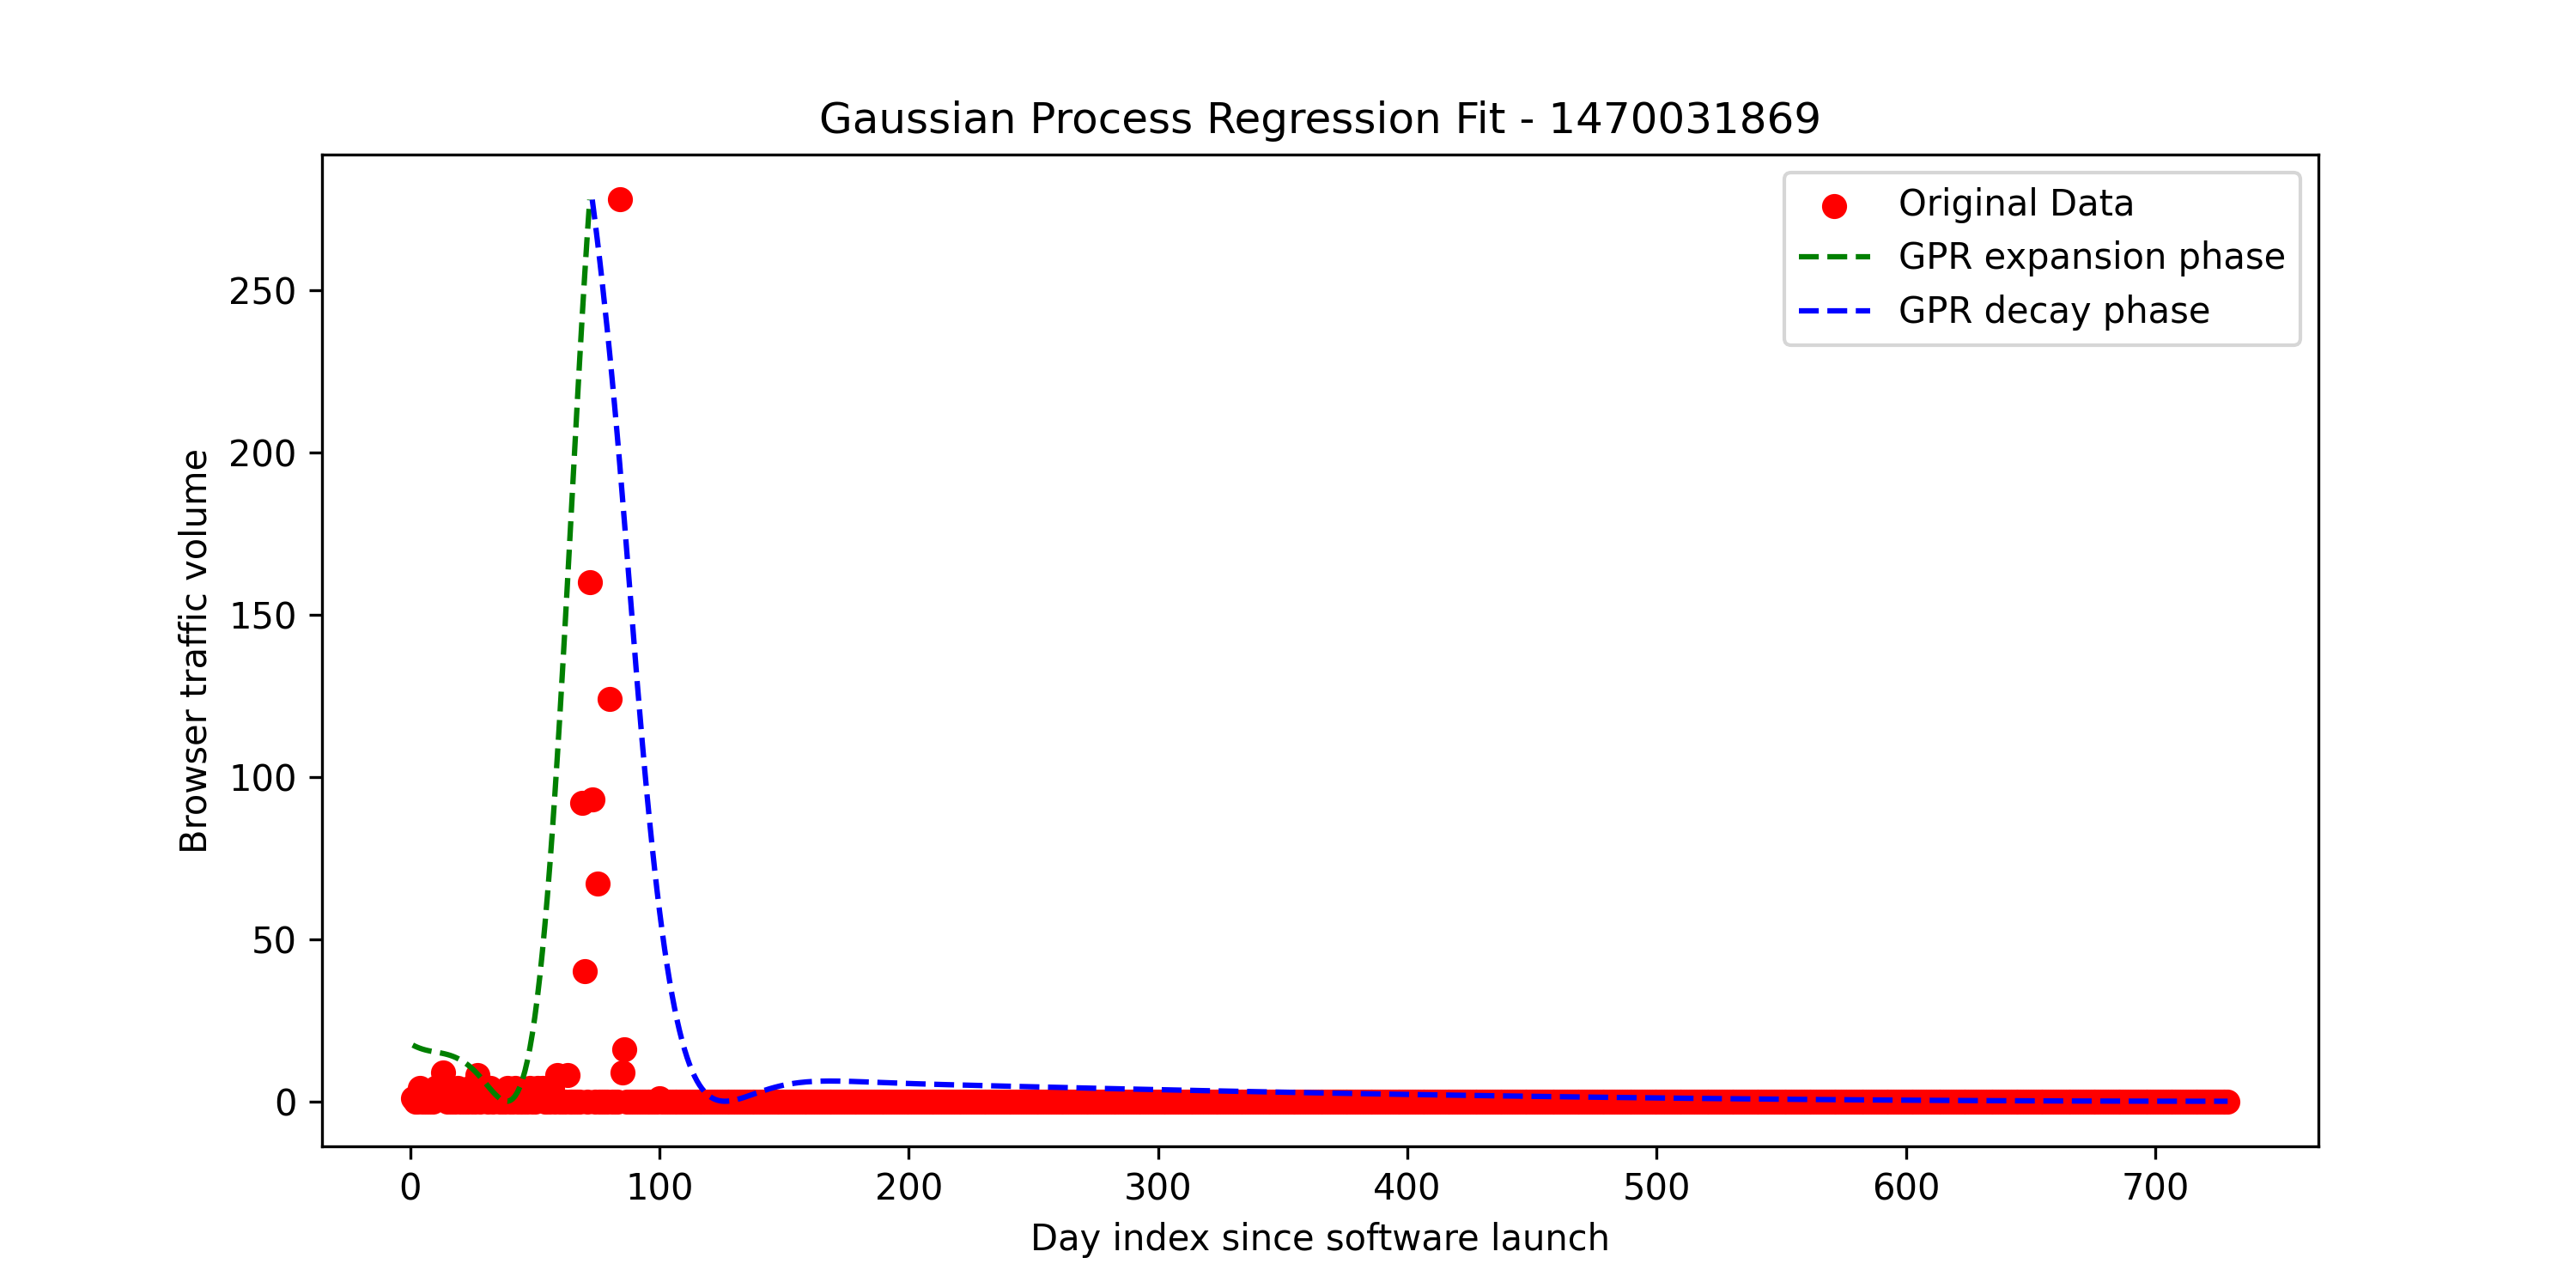 Gaussian Process Regression Fit - 1470031869
Original Data
GPR expansion phase
GPR decay phase
Browser traffic volume
250
200
150
100
50
0
0 100 200 300 400 500 600 700
Day index since software launch